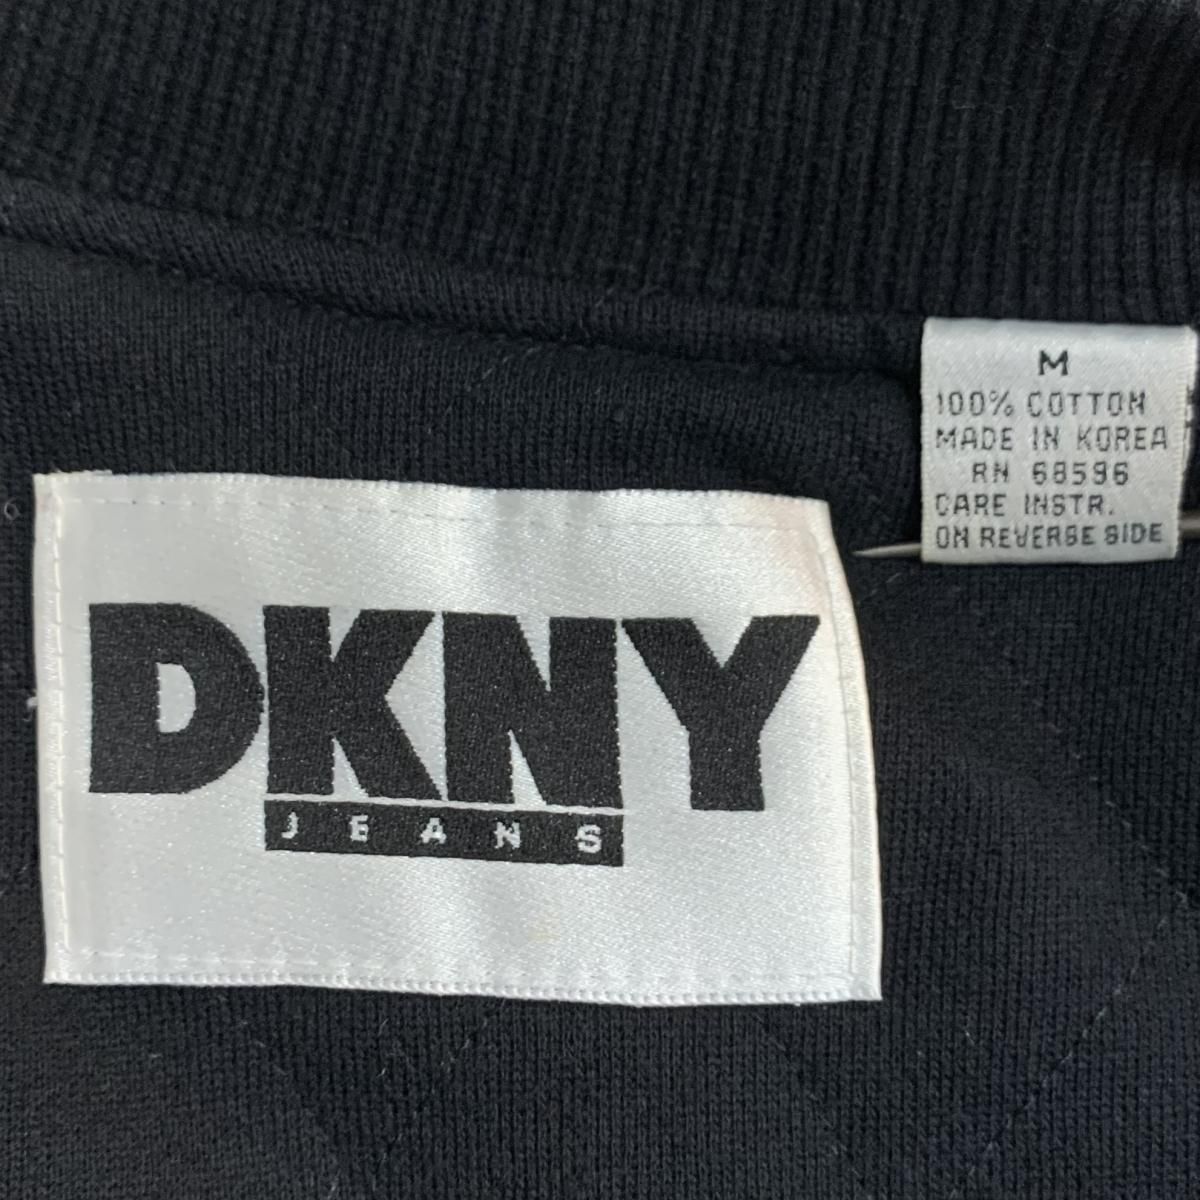 M
100% COTTON
MADE IN KOREA
RN 68596
CARE INSTR.
ON REVERSE SIDE
DKNY
JEANS